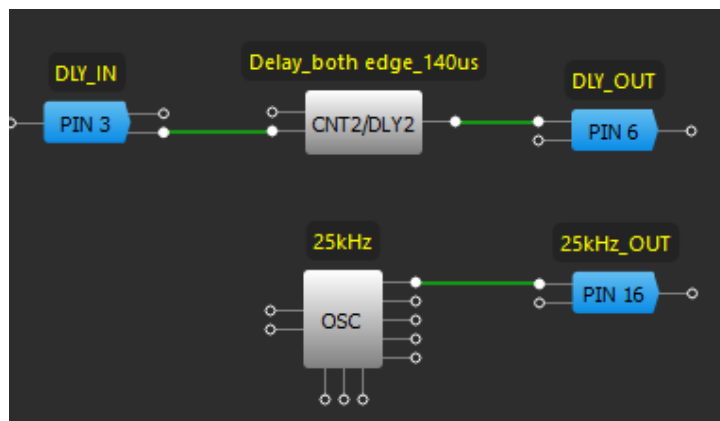 DLY_IN
Delay_both edge_140us
DLY_OUT
PIN 3
CNT2/DLY2
PIN 6
25kHz
25kHz_OUT
OSC
PIN 16